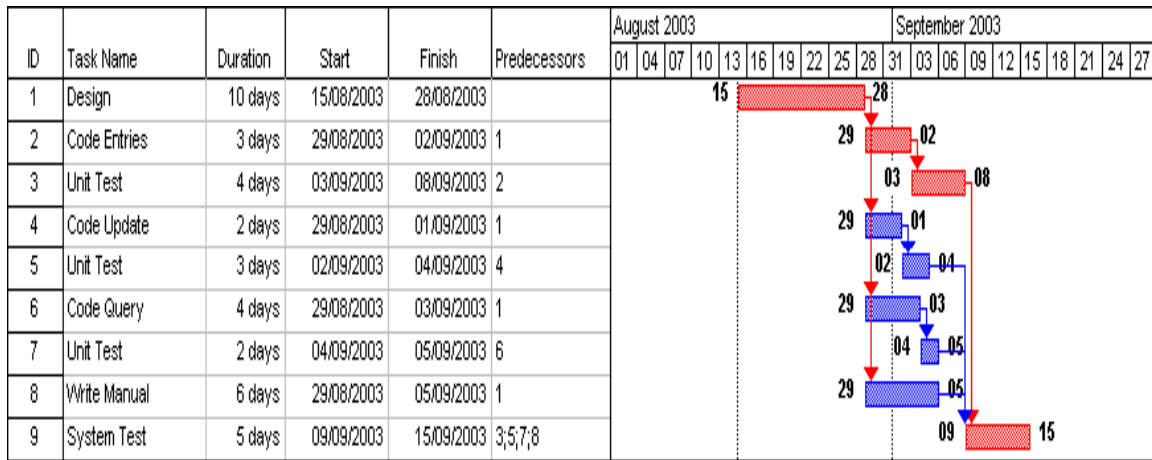 August 2003 September 2003
ID Task Name Duration Start Finish Predecessors 01 04 07 10 13 16 19 22 25 28 31 03 06 09 12 15 18 21 24 27
1 Design 10 days 15/08/2003 28/08/2003 15 28
2 Code Entries 3 days 29/08/2003 02/09/2003 1 29 02
3 Unit Test 4 days 03/09/2003 08/09/2003 2 03 08
4 Code Update 2 days 29/08/2003 01/09/2003 1 29 01
5 Unit Test 3 days 02/09/2003 04/09/2003 4 02 04
6 Code Query 4 days 29/08/2003 03/09/2003 1 29 03
7 Unit Test 2 days 04/09/2003 05/09/2003 6 04 05
8 Write Manual 6 days 29/08/2003 05/09/2003 1 29 05
9 System Test 5 days 09/09/2003 15/09/2003 3;5;7;8 09 15